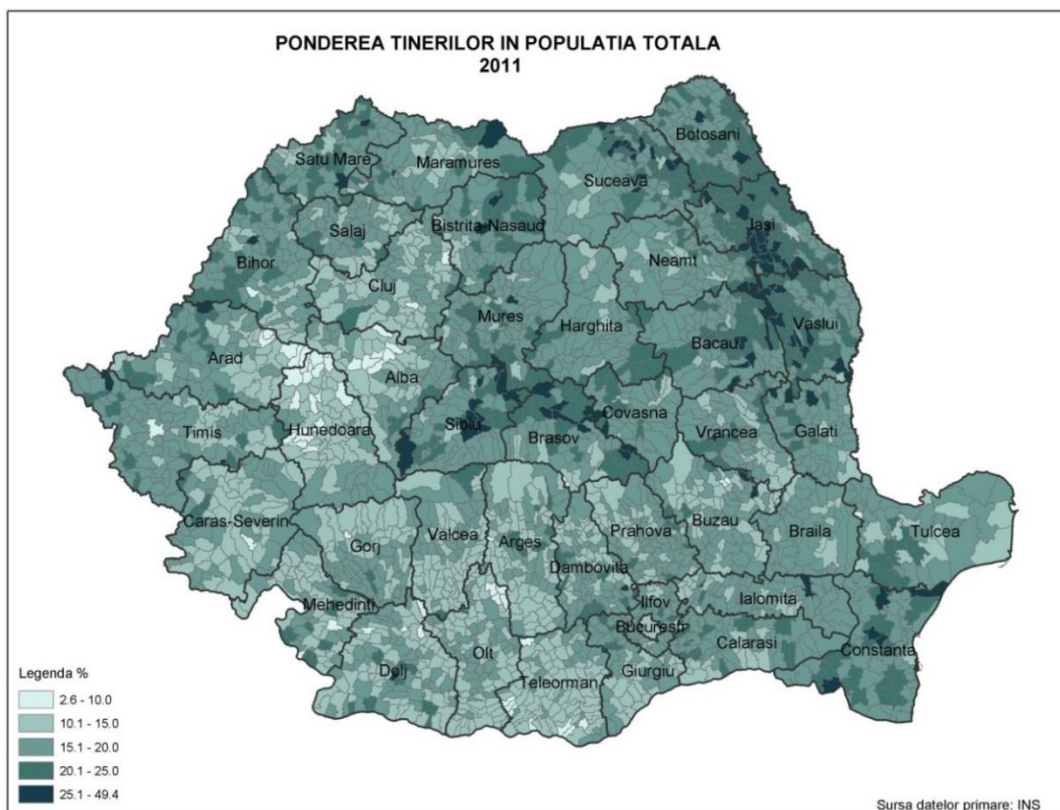 PONDEREA TINERILOR IN POPULATIA TOTALA
2011
Botosani
Satu Mare
Maramures
Suceava
Salaj
Bistrita-Nasaud
Iasi
Bihor
Neamt
Cluj
Mures
Harghita
Vaslui
Bacau
Arad
Alba
Timis
Hunedoara
Sibiu
Covasna
Brasov
Vrancea
Galati
Caras-Severin
Gorj
Valcea
Arges
Prahova
Buzau
Braila
Tulcea
Dambovita
Mehedinti
Ilfov
Ialomita
Bucuresti
Calarasi
Constanta
Dolj
Olt
Teleorman
Giurgiu
Legenda %
2.6 - 10.0
10.1 - 15.0
15.1 - 20.0
20.1 - 25.0
25.1 - 49.4
Sursa datelor primare: INS